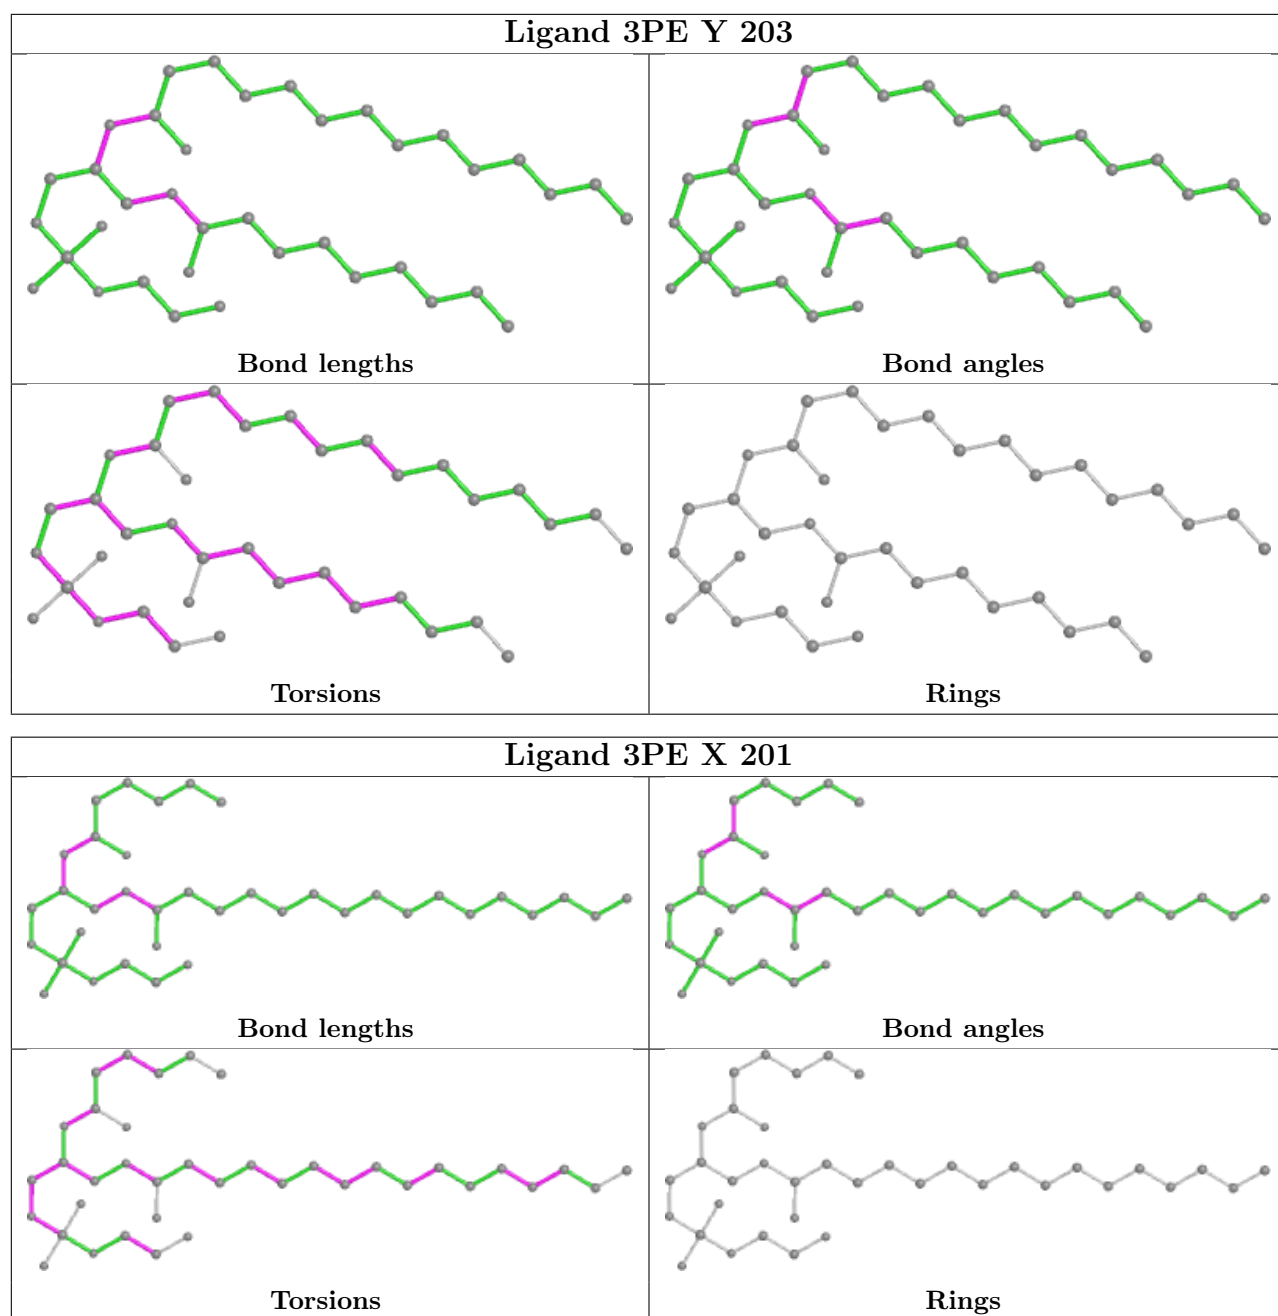 Ligand 3PE Y 203
Bond lengths
Bond angles
Torsions
Rings
Ligand 3PE X 201
Bond lengths
Bond angles
Torsions
Rings